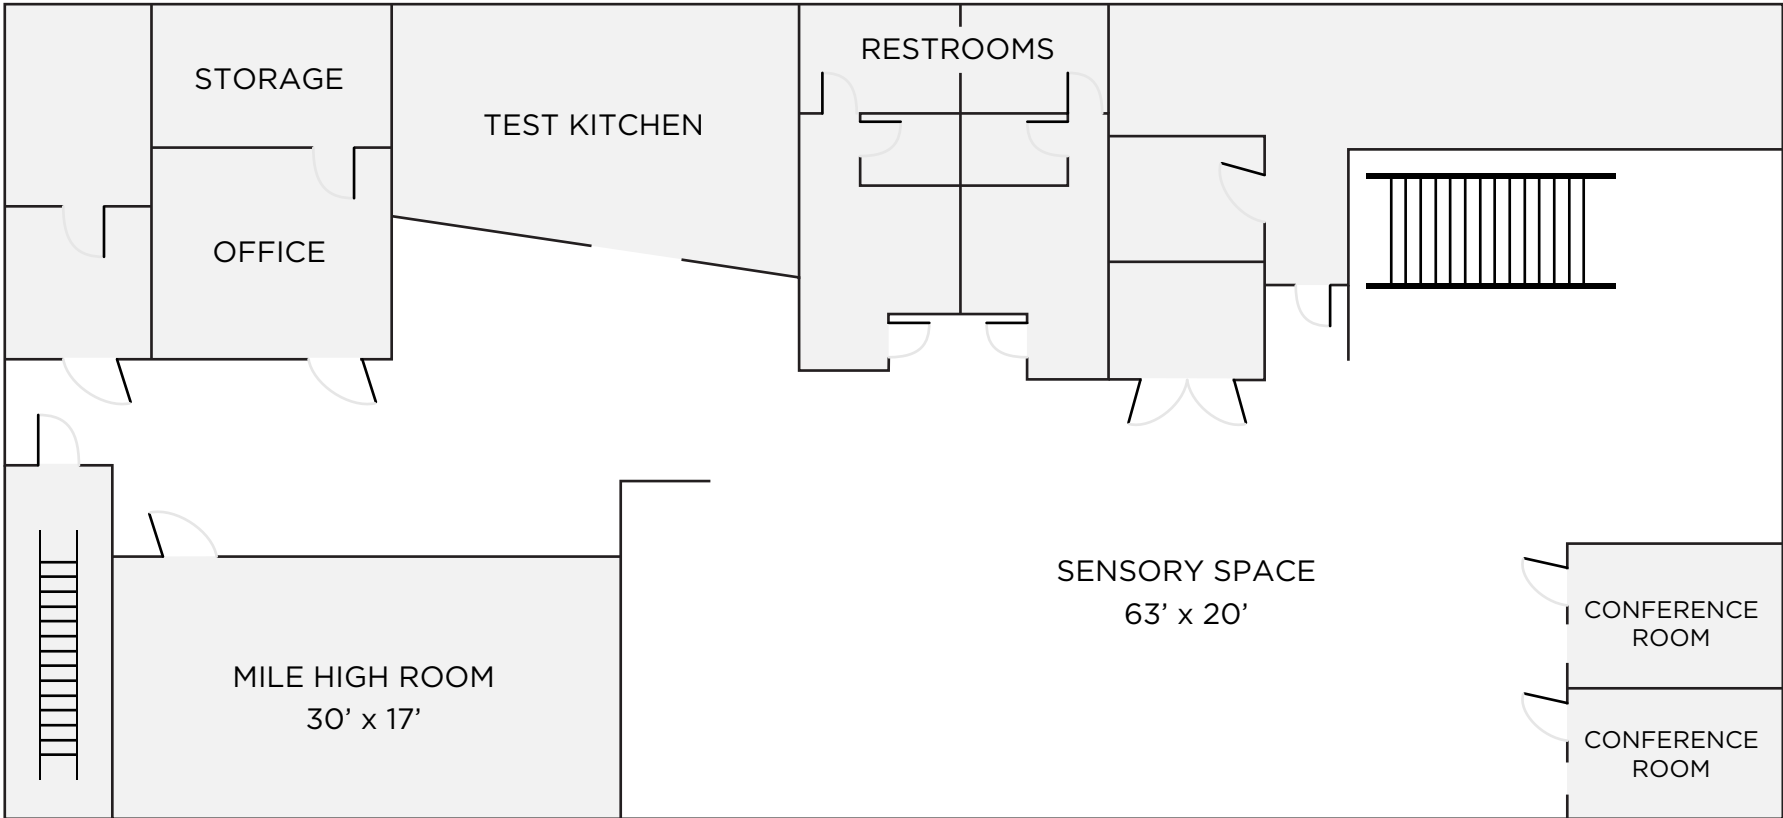 RESTROOMS
STORAGE
TEST KITCHEN
OFFICE
SENSORY SPACE
63’ x 20’
CONFERENCE
ROOM
MILE HIGH ROOM
30’ x 17’
CONFERENCE
ROOM